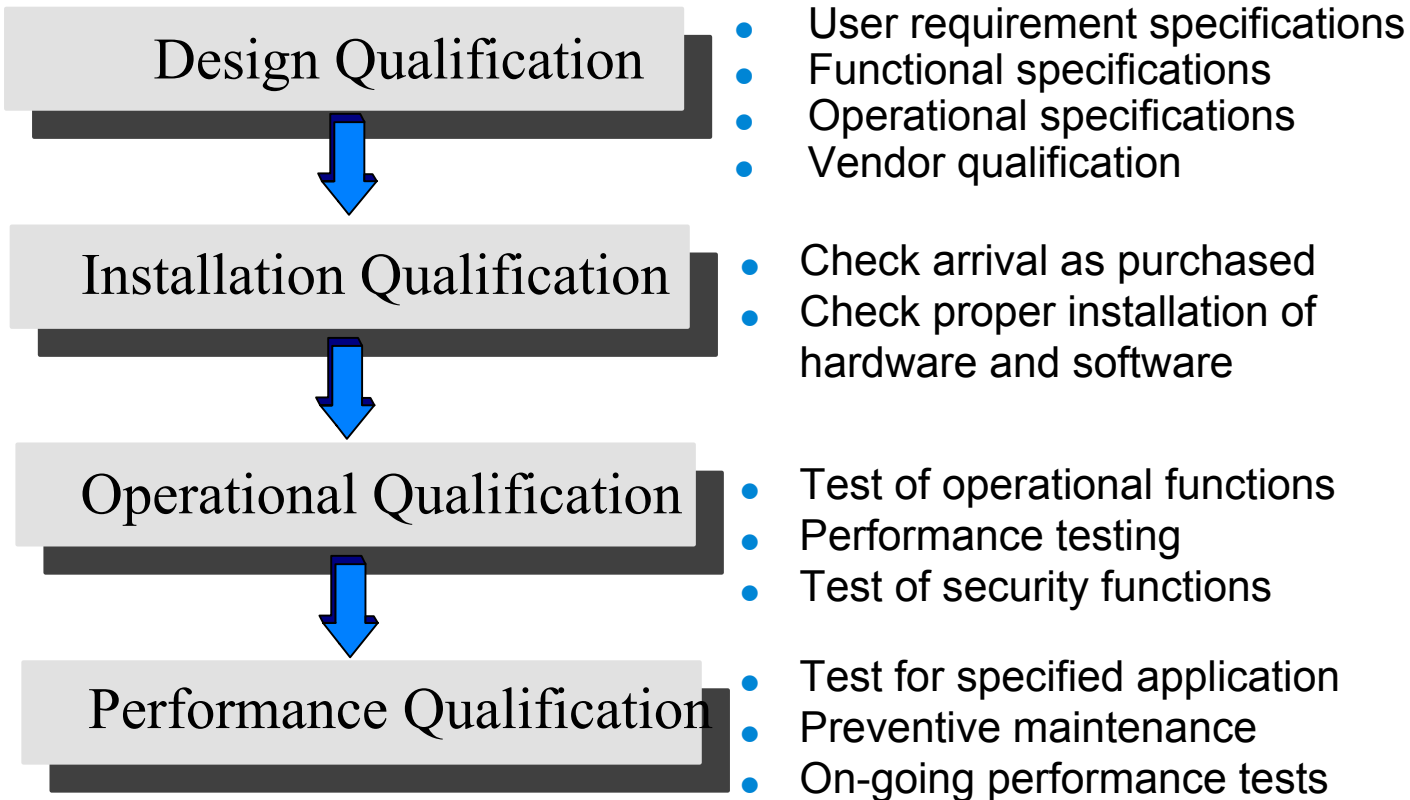 Design Qualification
• User requirement specifications
• Functional specifications
• Operational specifications
• Vendor qualification
Installation Qualification
• Check arrival as purchased
• Check proper installation of
hardware and software
Operational Qualification
• Test of operational functions
• Performance testing
• Test of security functions
Performance Qualification
• Test for specified application
• Preventive maintenance
• On-going performance tests